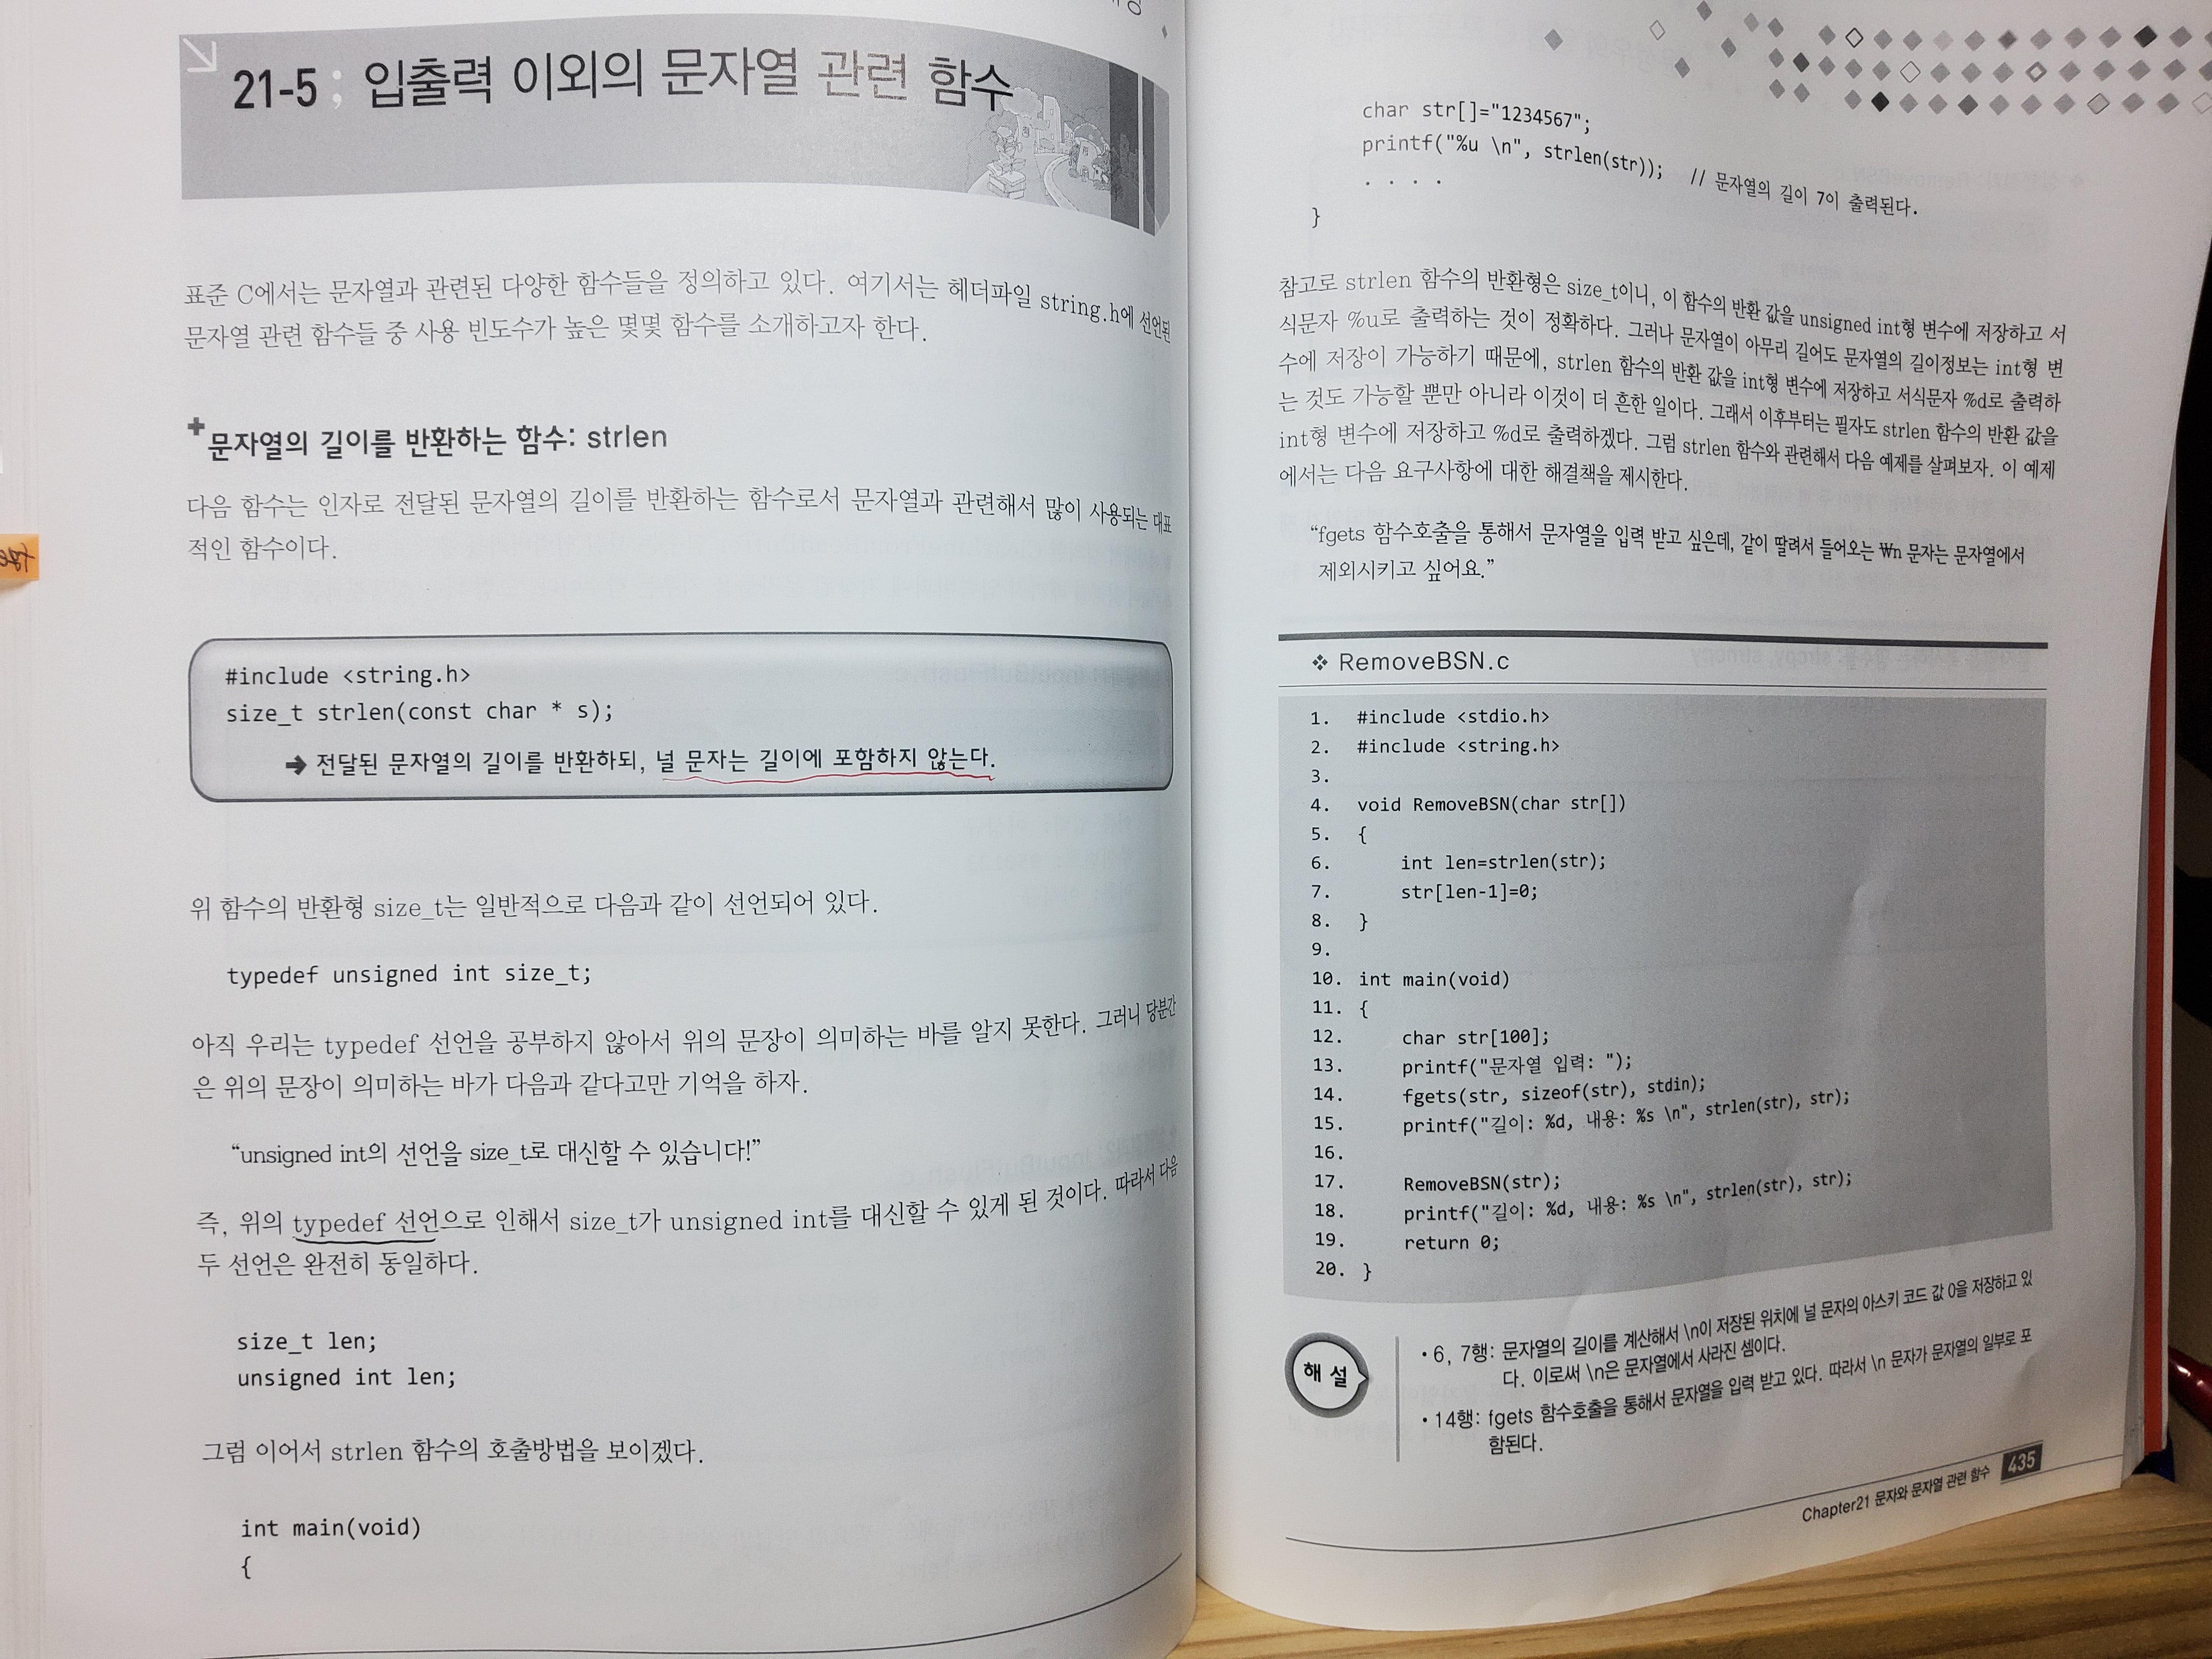 21-5 ; 입출력 이외의 문자열 관련 함수
표준 C에서는 문자열과 관련된 다양한 함수들을 정의하고 있다. 여기서는 헤더파일 string.h에 선언된
문자열 관련 함수들 중 사용 빈도수가 높은 몇몇 함수를 소개하고자 한다.
+문자열의 길이를 반환하는 함수: strlen
다음 함수는 인자로 전달된 문자열의 길이를 반환하는 함수로서 문자열과 관련해서 많이 사용되는 대표
적인 함수이다.
#include <string.h>
size_t strlen(const char * s);
➔ 전달된 문자열의 길이를 반환하되, 널 문자는 길이에 포함하지 않는다.
위 함수의 반환형 size_t는 일반적으로 다음과 같이 선언되어 있다.
typedef unsigned int size_t;
아직 우리는 typedef 선언을 공부하지 않아서 위의 문장이 의미하는 바를 알지 못한다. 그러니 당분간
은 위의 문장이 의미하는 바가 다음과 같다고만 기억을 하자.
“unsigned int의 선언을 size_t로 대신할 수 있습니다!”
즉, 위의 typedef 선언으로 인해서 size_t가 unsigned int를 대신할 수 있게 된 것이다. 따라서 다음
두 선언은 완전히 동일하다.
size_t len;
unsigned int len;
그럼 이어서 strlen 함수의 호출방법을 보이겠다.
int main(void)
{
char str[]="1234567";
printf("%u \n", strlen(str)); // 문자열의 길이 7이 출력된다.
. . . .
}
참고로 strlen 함수의 반환형은 size_t이니, 이 함수의 반환 값을 unsigned int형 변수에 저장하고 서
식문자 %u로 출력하는 것이 정확하다. 그러나 문자열이 아무리 길어도 문자열의 길이정보는 int형 변
수에 저장이 가능하기 때문에, strlen 함수의 반환 값을 int형 변수에 저장하고 서식문자 %d로 출력하
는 것도 가능할 뿐만 아니라 이것이 더 흔한 일이다. 그래서 이후부터는 필자도 strlen 함수의 반환 값을
int형 변수에 저장하고 %d로 출력하겠다. 그럼 strlen 함수와 관련해서 다음 예제를 살펴보자. 이 예제
에서는 다음 요구사항에 대한 해결책을 제시한다.
“fgets 함수호출을 통해서 문자열을 입력 받고 싶은데, 같이 딸려서 들어오는 ₩n 문자는 문자열에서
제외시키고 싶어요.”
❖ RemoveBSN.c
1. #include <stdio.h>
2. #include <string.h>
3.
4. void RemoveBSN(char str[])
5. {
6. int len=strlen(str);
7. str[len-1]=0;
8. }
9.
10. int main(void)
11. {
12. char str[100];
13. printf("문자열 입력: ");
14. fgets(str, sizeof(str), stdin);
15. printf("길이: %d, 내용: %s \n", strlen(str), str);
16.
17. RemoveBSN(str);
18. printf("길이: %d, 내용: %s \n", strlen(str), str);
19. return 0;
20. }
해 설
• 6, 7행: 문자열의 길이를 계산해서 \n이 저장된 위치에 널 문자의 아스키 코드 값 0을 저장하고 있
다. 이로써 \n은 문자열에서 사라진 셈이다.
• 14행: fgets 함수호출을 통해서 문자열을 입력 받고 있다. 따라서 \n 문자가 문자열의 일부로 포
함된다.
Chapter21 문자와 문자열 관련 함수 435